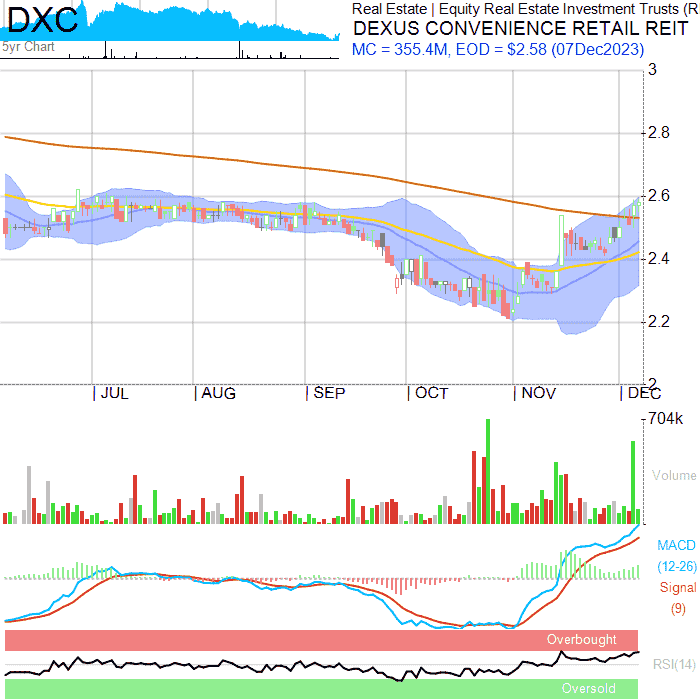 DXC
5yr Chart
Real Estate | Equity Real Estate Investment Trusts (R
DEXUS CONVENIENCE RETAIL REIT
MC = 355.4M, EOD = $2.58 (07Dec2023)
3
2.8
2.6
2.4
2.2
2
JUL AUG SEP OCT NOV DEC
704k
Volume
MACD
(12-26)
Signal
(9)
Overbought
RSI(14)
Oversold